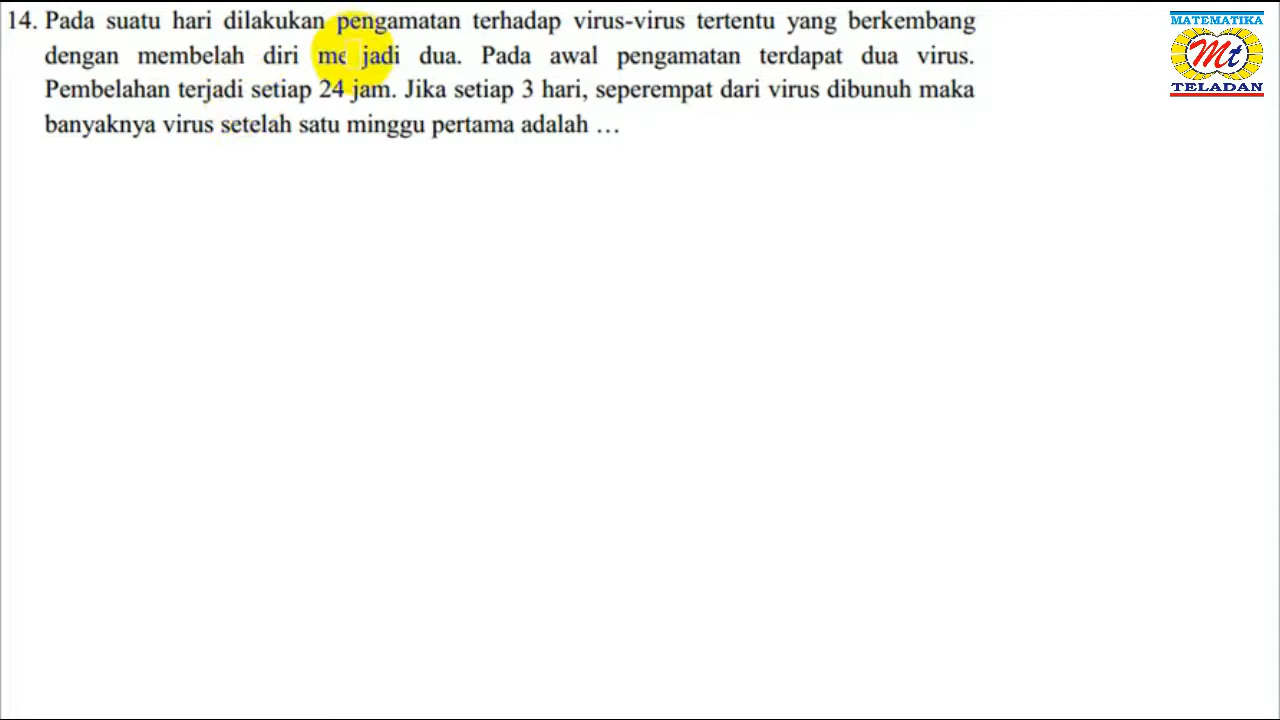 14. Pada suatu hari dilakukan pengamatan terhadap virus-virus tertentu yang berkembang
dengan membelah diri me jadi dua. Pada awal pengamatan terdapat dua virus.
Pembelahan terjadi setiap 24 jam. Jika setiap 3 hari, seperempat dari virus dibunuh maka
banyaknya virus setelah satu minggu pertama adalah …
MATEMATIKA
Mt
TELADAN